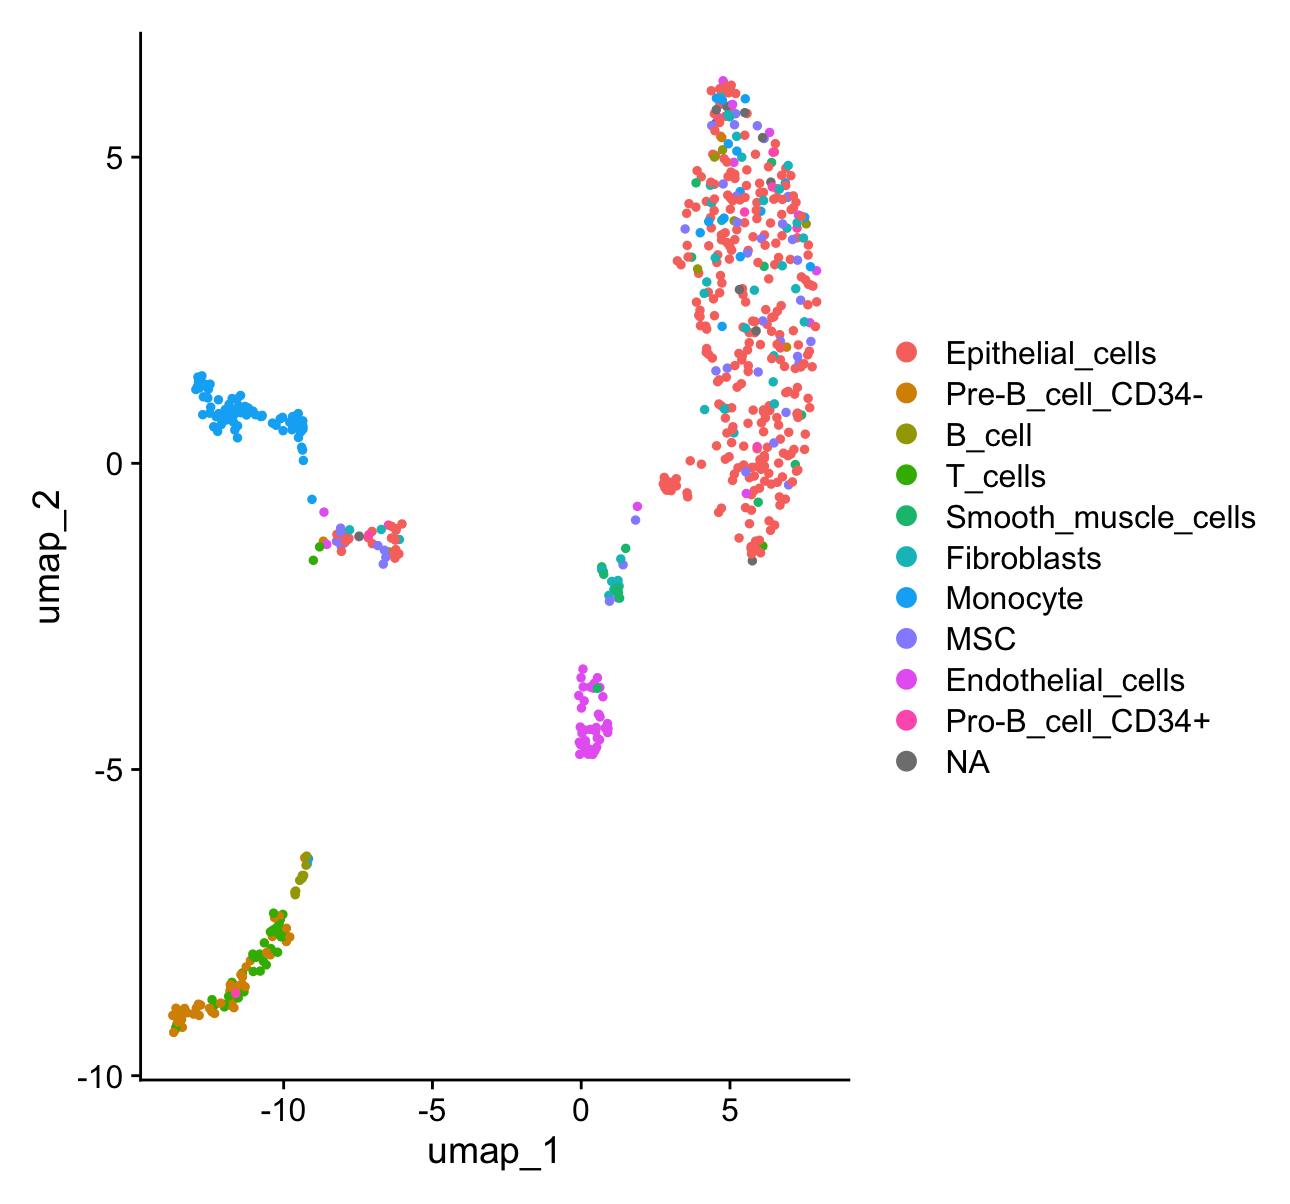 5
0
-5
-10
umap_2
-10
-5
0
5
umap_1
Epithelial_cells
Pre-B_cell_CD34-
B_cell
T_cells
Smooth_muscle_cells
Fibroblasts
Monocyte
MSC
Endothelial_cells
Pro-B_cell_CD34+
NA